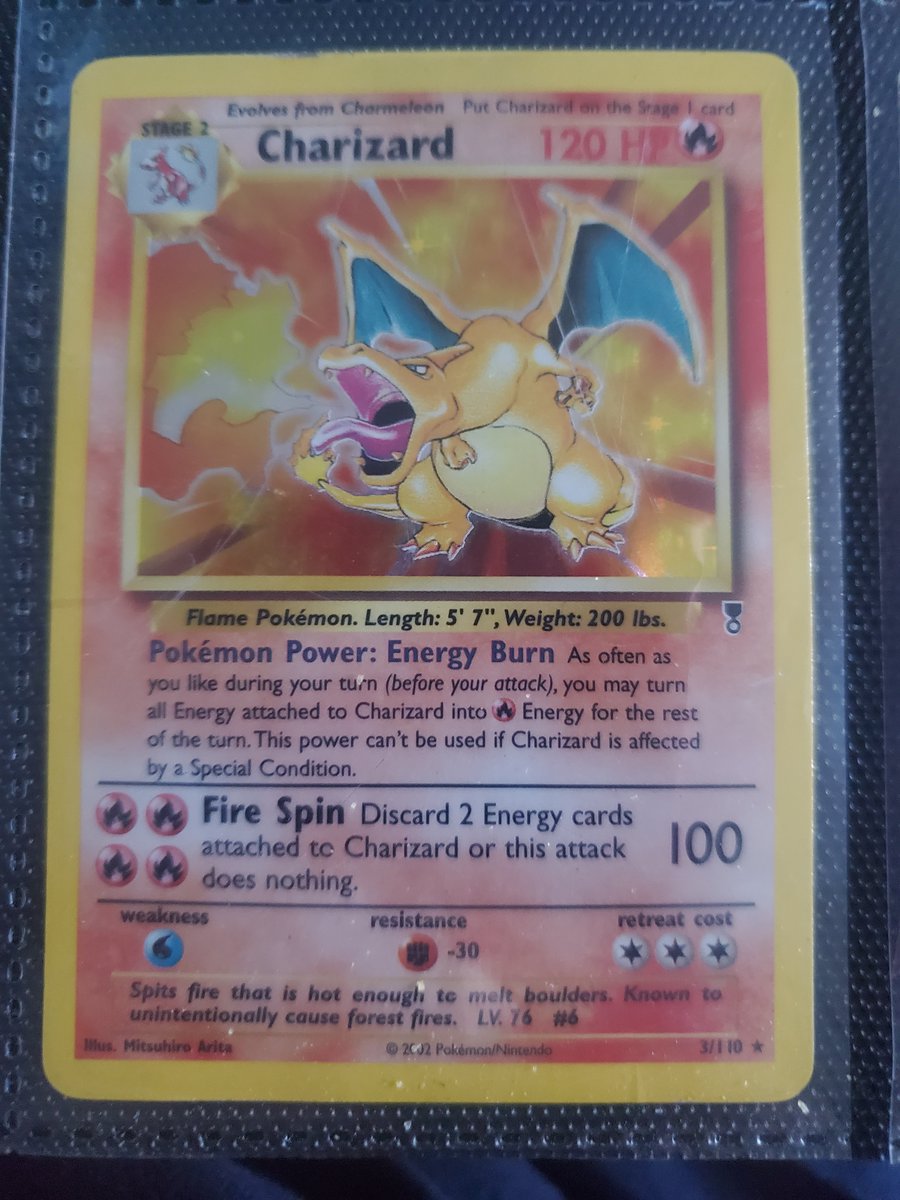 Evolves from Charmeleon Put Charizard on the Stage 1 card
STAGE 2
Charizard 120 HP
Flame Pokémon. Length: 5' 7", Weight: 200 lbs.
Pokémon Power: Energy Burn As often as
you like during your turn (before your attack), you may turn
all Energy attached to Charizard into Energy for the rest
of the turn. This power can't be used if Charizard is affected
by a Special Condition.
Fire Spin Discard 2 Energy cards
attached to Charizard or this attack
does nothing.
100
weakness resistance retreat cost
-30
Spits fire that is hot enough to melt boulders. Known to
unintentionally cause forest fires. LV. 76 #6
Illus. Mitsuhiro Arita © 2002 Pokémon/Nintendo 3/110 ★